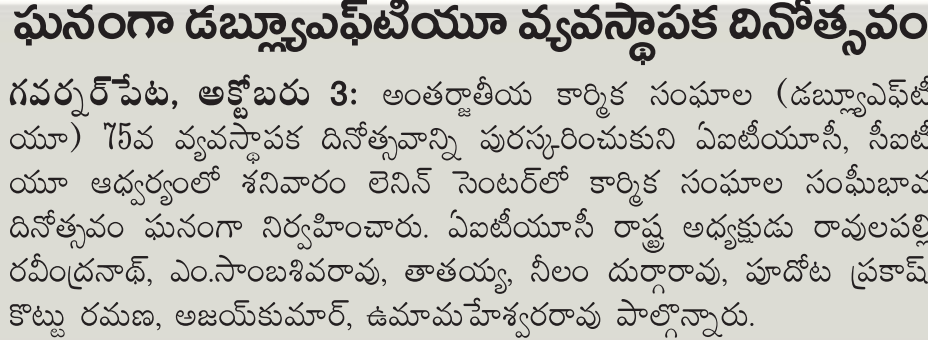 ఘనంగా డబ్ల్యూఎఫ్‌టీయూ వ్యవస్థాపక దినోత్సవం
గవర్నర్‌పేట, అక్టోబరు 3: అంతర్జాతీయ కార్మిక సంఘాల (డబ్ల్యూఎఫ్‌టీ
యూ) 75వ వ్యవస్థాపక దినోత్సవాన్ని పురస్కరించుకుని ఏఐటీయూసీ, సీఐటీ
యూ ఆధ్వర్యంలో శనివారం లెనిన్ సెంటర్‌లో కార్మిక సంఘాల సంఘీభావ
దినోత్సవం ఘనంగా నిర్వహించారు. ఏఐటీయూసీ రాష్ట్ర అధ్యక్షుడు రావులపల్లి
రవీంద్రనాథ్, ఎం.సాంబశివరావు, తాతయ్య, నీలం దుర్గారావు, పూదోట ప్రకాష్
కొట్టు రమణ, అజయ్‌కుమార్, ఉమామహేశ్వరరావు పాల్గొన్నారు.